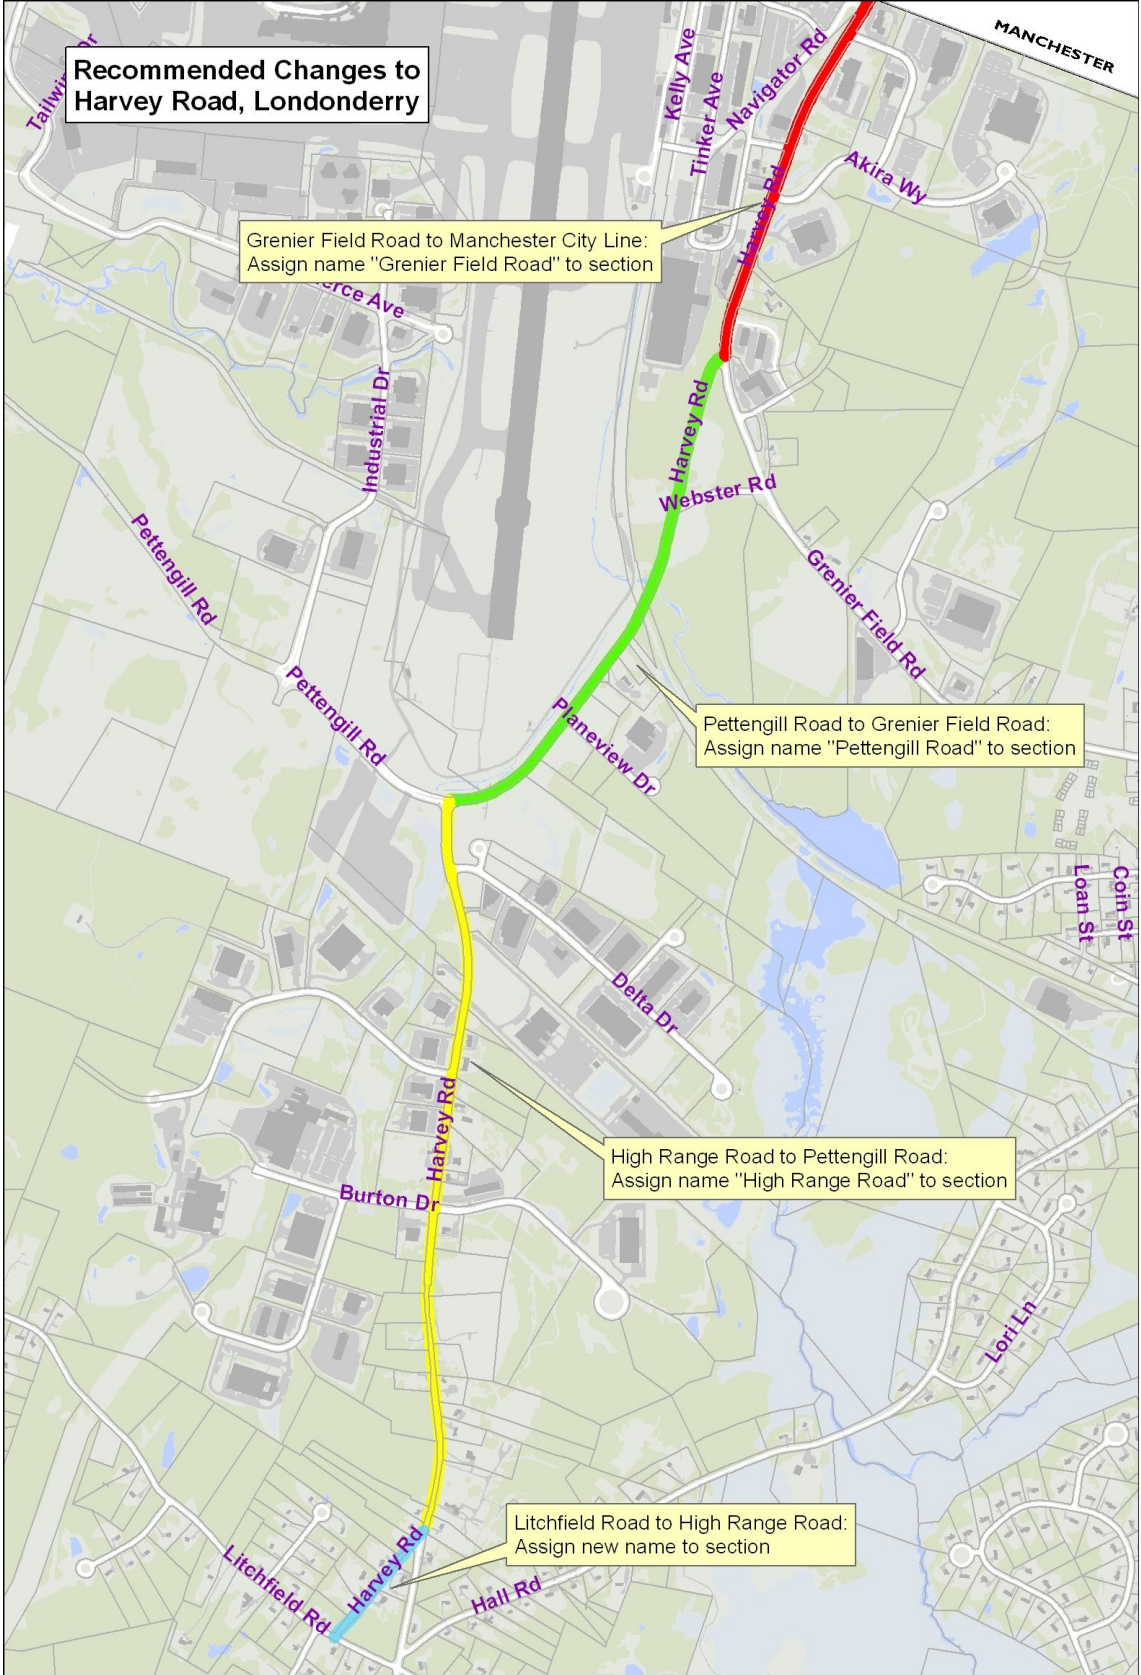 MANCHESTER
Recommended Changes to
Harvey Road, Londonderry
Kelly Ave
Tinker Ave
Navigator Rd
Akira Wy
Harvey Rd
Grenier Field Road to Manchester City Line:
Assign name "Grenier Field Road" to section
Industrial Dr
Harvey Rd
Webster Rd
Pettengill Rd
Grenier Field Rd
Pettengill Rd
Planeview Dr
Pettengill Road to Grenier Field Road:
Assign name "Pettengill Road" to section
Loan St
Coin St
Delta Dr
Harvey Rd
High Range Road to Pettengill Road:
Assign name "High Range Road" to section
Burton Dr
Lori Ln
Litchfield Road to High Range Road:
Assign new name to section
Litchfield Rd
Harvey Rd
Hall Rd